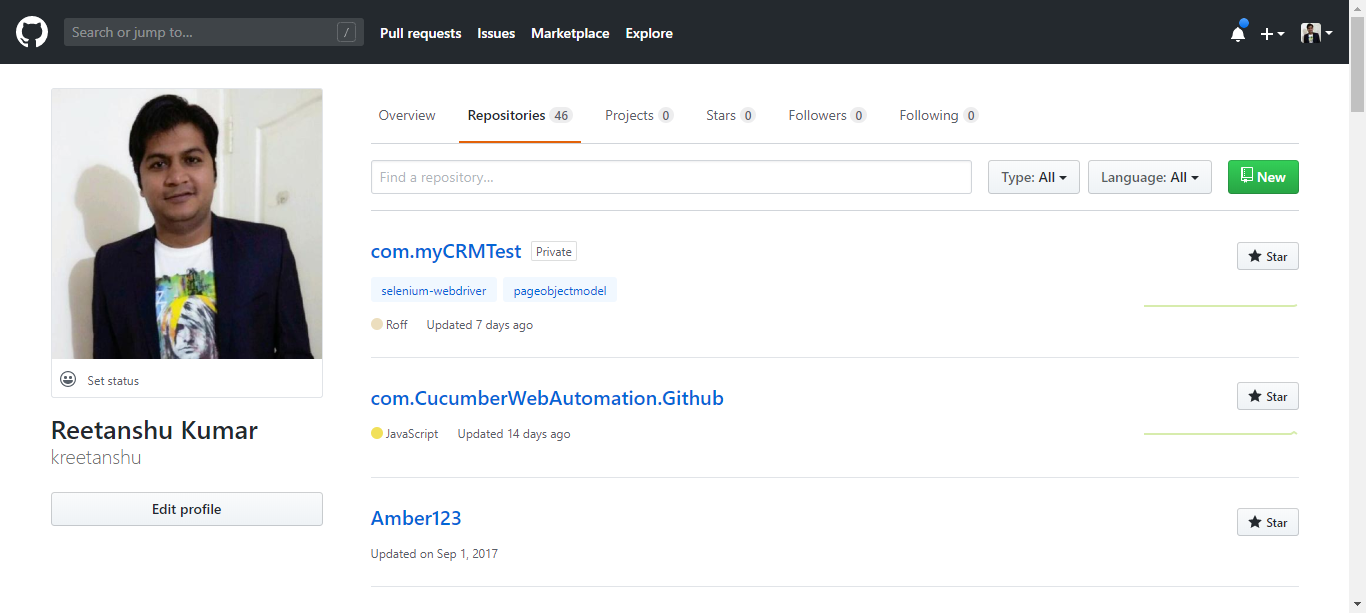 Search or jump to... /
Pull requests Issues Marketplace Explore
Overview Repositories 46 Projects 0 Stars 0 Followers 0 Following 0
Find a repository... Type: All Language: All New
com.myCRMTest Private Star
selenium-webdriver pageobjectmodel
Roff Updated 7 days ago
Set status
com.CucumberWebAutomation.Github Star
JavaScript Updated 14 days ago
Reetanshu Kumar
kreetanshu
Edit profile
Amber123 Star
Updated on Sep 1, 2017